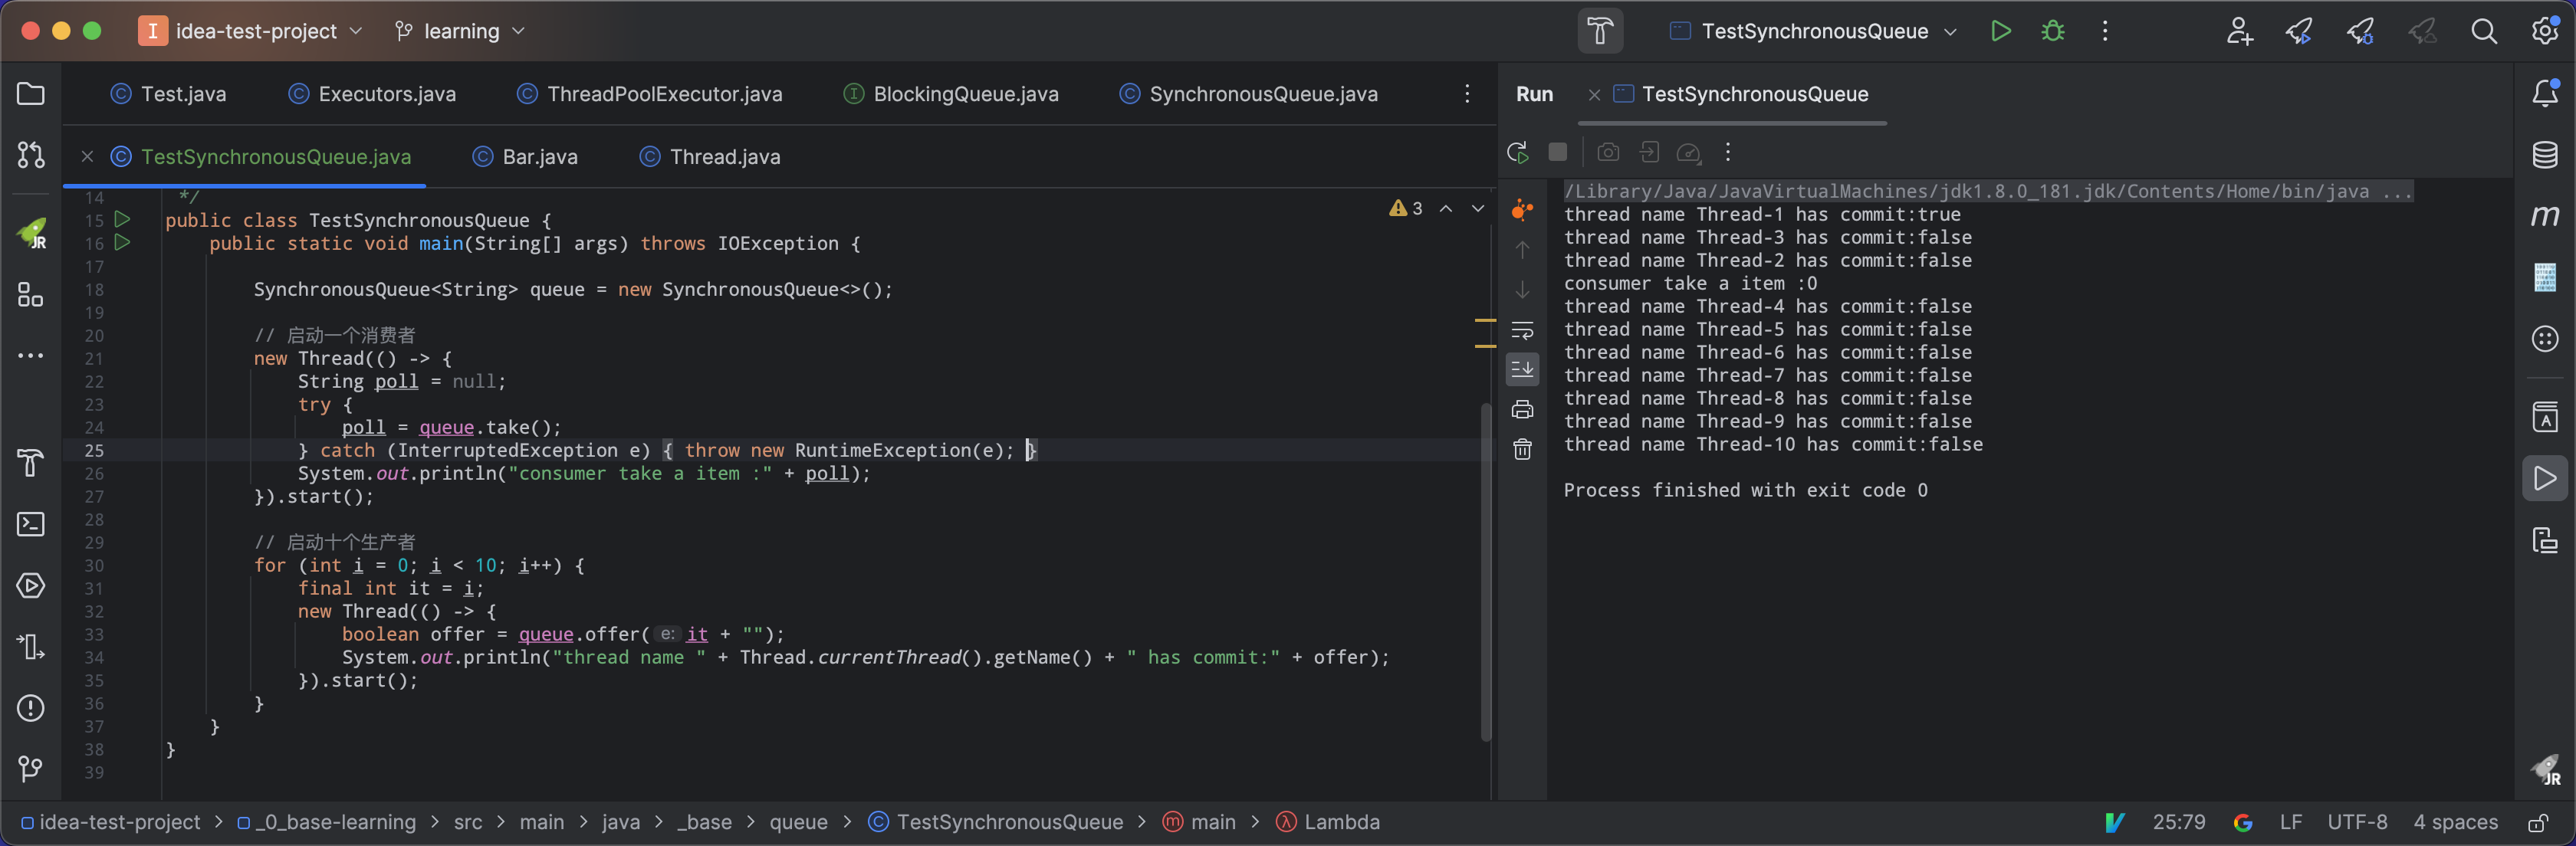 I idea-test-project learning TestSynchronousQueue
Test.java Executors.java ThreadPoolExecutor.java BlockingQueue.java SynchronousQueue.java
TestSynchronousQueue.java Bar.java Thread.java
3
14 */
15 public class TestSynchronousQueue {
16 public static void main(String[] args) throws IOException {
17
18 SynchronousQueue<String> queue = new SynchronousQueue<>();
19
20 // 启动一个消费者
21 new Thread(() -> {
22 String poll = null;
23 try {
24 poll = queue.take();
25 } catch (InterruptedException e) { throw new RuntimeException(e); }
26 System.out.println("consumer take a item :" + poll);
27 }).start();
28
29 // 启动十个生产者
30 for (int i = 0; i < 10; i++) {
31 final int it = i;
32 new Thread(() -> {
33 boolean offer = queue.offer( e: it + "");
34 System.out.println("thread name " + Thread.currentThread().getName() + " has commit:" + offer);
35 }).start();
36 }
37 }
38 }
39
Run TestSynchronousQueue
/Library/Java/JavaVirtualMachines/jdk1.8.0_181.jdk/Contents/Home/bin/java ...
thread name Thread-1 has commit:true
thread name Thread-3 has commit:false
thread name Thread-2 has commit:false
consumer take a item :0
thread name Thread-4 has commit:false
thread name Thread-5 has commit:false
thread name Thread-6 has commit:false
thread name Thread-7 has commit:false
thread name Thread-8 has commit:false
thread name Thread-9 has commit:false
thread name Thread-10 has commit:false
Process finished with exit code 0
idea-test-project > _0_base-learning > src > main > java > _base > queue > TestSynchronousQueue > main > Lambda
25:79 LF UTF-8 4 spaces